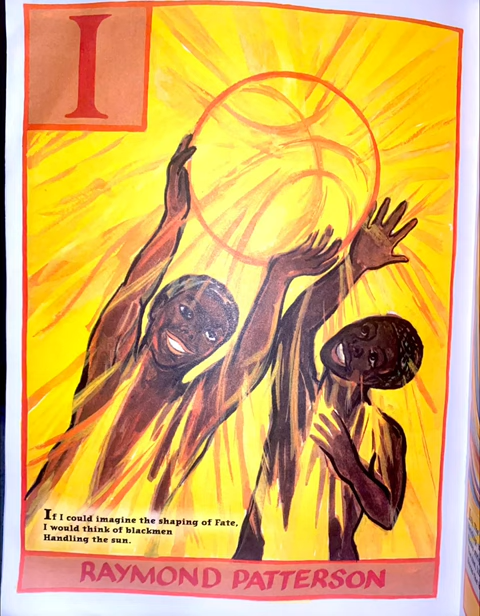 I
If I could imagine the shaping of Fate,
I would think of blackmen
Handling the sun.
RAYMOND PATTERSON